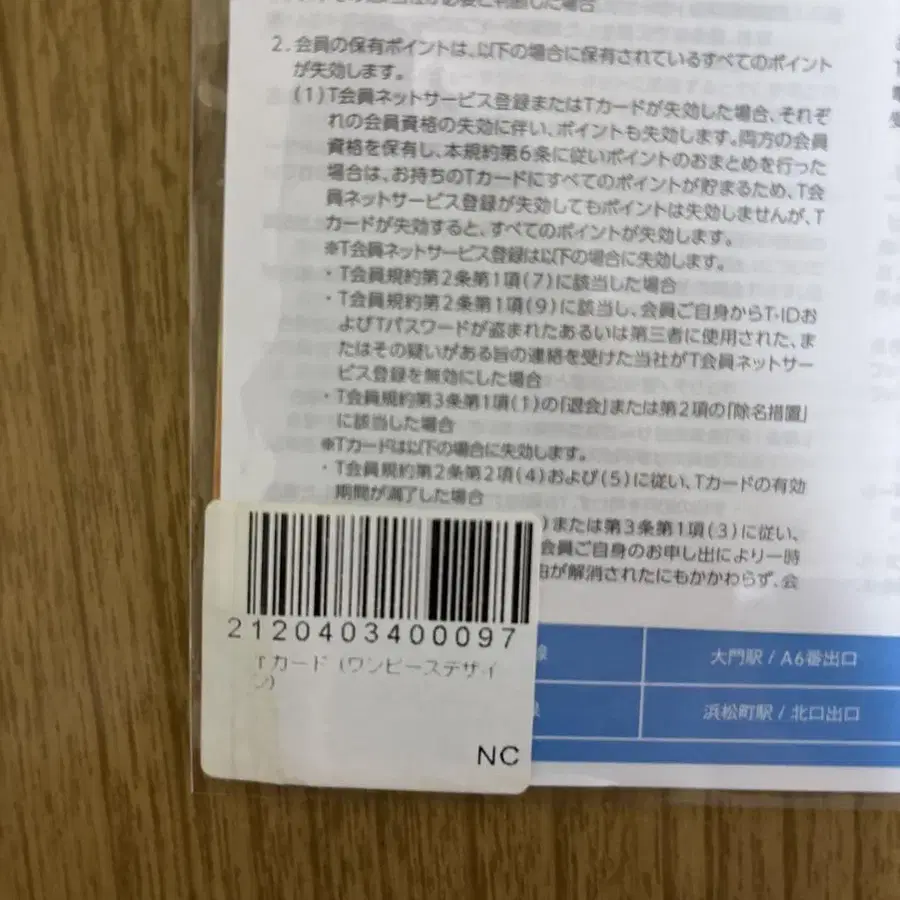 2. 会員の保有ポイントは、以下の場合に保有されているすべてのポイント
が失効します。
(1)T会員ネットサービス登録またはTカードが失効した場合、それぞ
れの会員資格の失効に伴い、ポイントも失効します。両方の会員
資格を保有し、本規約第6条に従いポイントのおまとめを行った
場合は、お持ちのTカードにすべてのポイントが貯まるため、T会
員ネットサービス登録が失効してもポイントは失効しませんが、T
カードが失効すると、すべてのポイントが失効します。
※T会員ネットサービス登録は以下の場合に失効します。
・T会員規約第2条第1項(7)に該当した場合
・T会員規約第2条第1項(9)に該当し、会員ご自身からT-IDお
よびTパスワードが盗まれたあるいは第三者に使用された、ま
たはその疑いがある旨の連絡を受けた当社がT会員ネットサー
ビス登録を無効にした場合
・T会員規約第3条第1項(1)の「退会」または第2項の「除名措置」
に該当した場合
※Tカードは以下の場合に失効します。
・T会員規約第2条第2項(4)および(5)に従い、Tカードの有効
期間が満了した場合
)または第3条第1項(3)に従い、
会員ご自身のお申し出により一時
が解消されたにもかかわらず、会
2120403400097
Tカード (ワンピースデザイ
ン)
NC
線
大門駅 / A6番出口
浜松町駅 / 北口出口